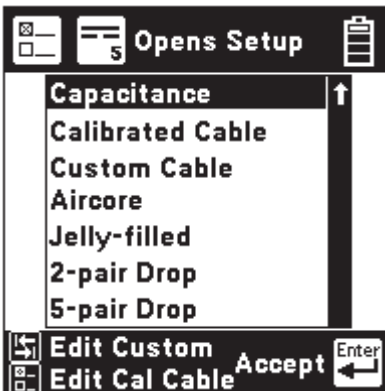 5 Opens Setup
Capacitance
Calibrated Cable
Custom Cable
Aircore
Jelly-filled
2-pair Drop
5-pair Drop
Edit Custom
Edit Cal Cable
Accept Enter